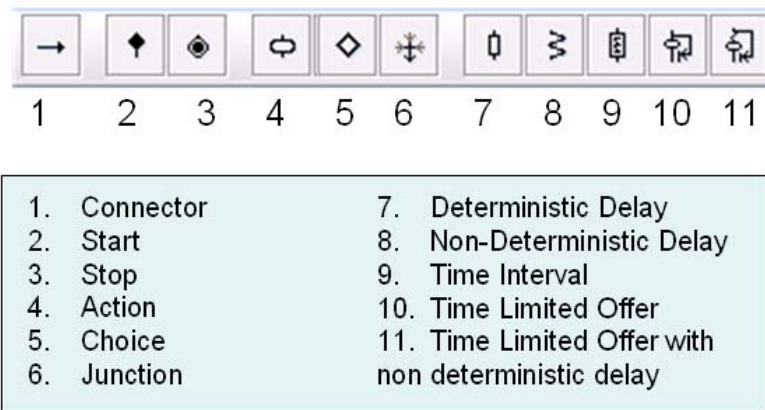 1 2 3 4 5 6 7 8 9 10 11
1. Connector
2. Start
3. Stop
4. Action
5. Choice
6. Junction
7. Deterministic Delay
8. Non-Deterministic Delay
9. Time Interval
10. Time Limited Offer
11. Time Limited Offer with
non deterministic delay